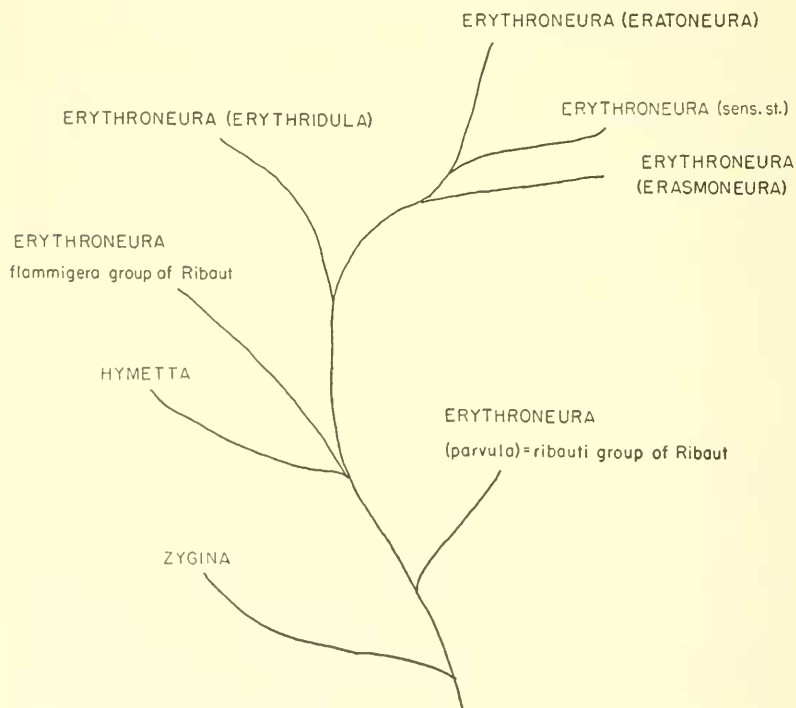 ERYTHRONEURA (ERATONEURA)
ERYTHRONEURA (ERYTHRIDULA)
ERYTHRONEURA (sens. st.)
ERYTHRONEURA
(ERASMONEURA)
ERYTHRONEURA
flammigera group of Ribaut
HYMETTA
ERYTHRONEURA
(parvula)=ribauti group of Ribaut
ZYGINA